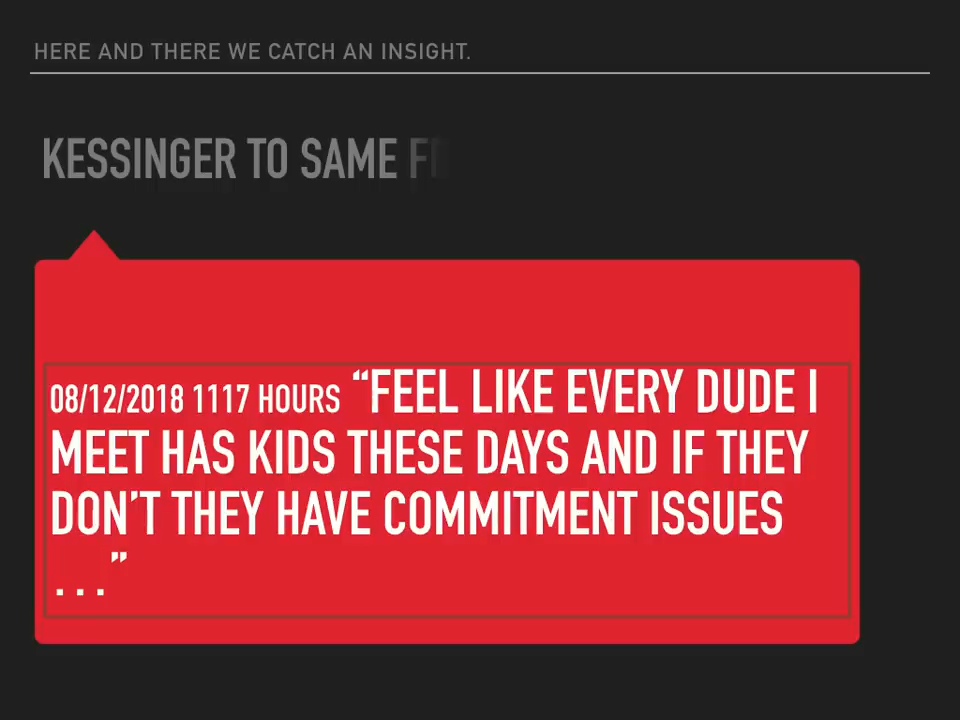 HERE AND THERE WE CATCH AN INSIGHT.
KESSINGER TO SAME
08/12/2018 1117 HOURS “FEEL LIKE EVERY DUDE I
MEET HAS KIDS THESE DAYS AND IF THEY
DON’T THEY HAVE COMMITMENT ISSUES
...”